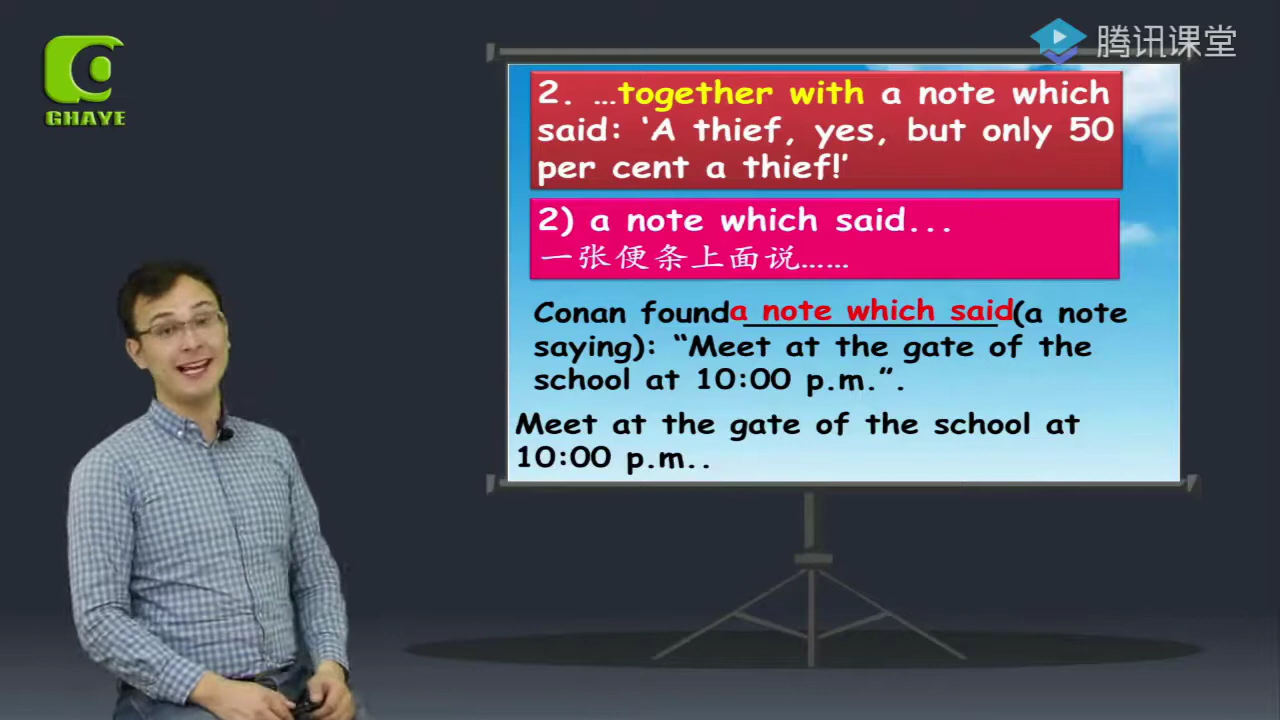 GHAYE
腾讯课堂
2. …together with a note which
said: ‘A thief, yes, but only 50
per cent a thief!’
2) a note which said...
一张便条上面说……
Conan found a note which said (a note
saying): “Meet at the gate of the
school at 10:00 p.m.”.
Meet at the gate of the school at
10:00 p.m..